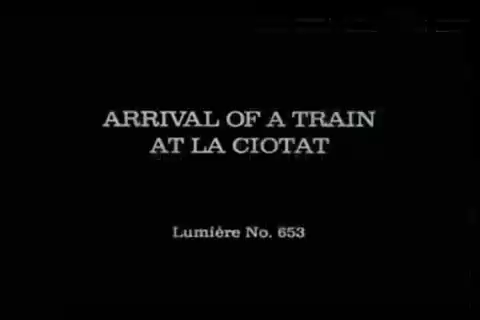 ARRIVAL OF A TRAIN
AT LA CIOTAT
Lumière No. 653